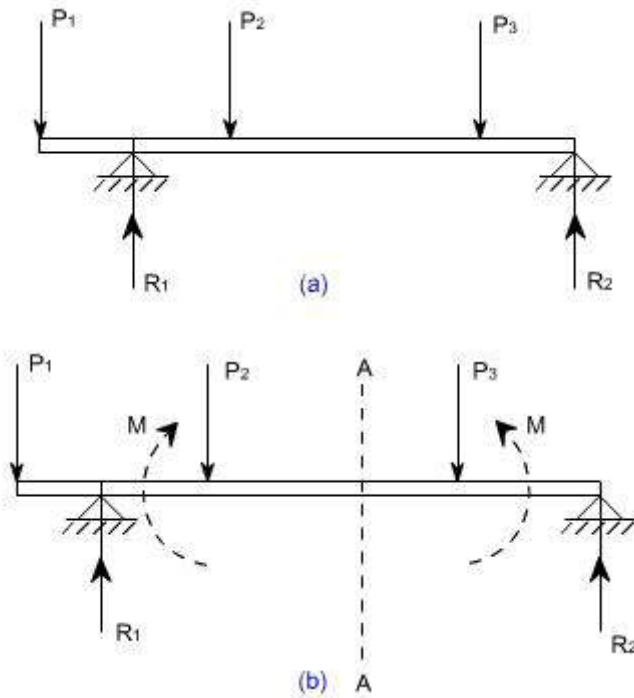 P₁ P₂ P₃
R₁ (a) R₂
P₁ P₂ A P₃
M M
R₁ R₂
(b) A